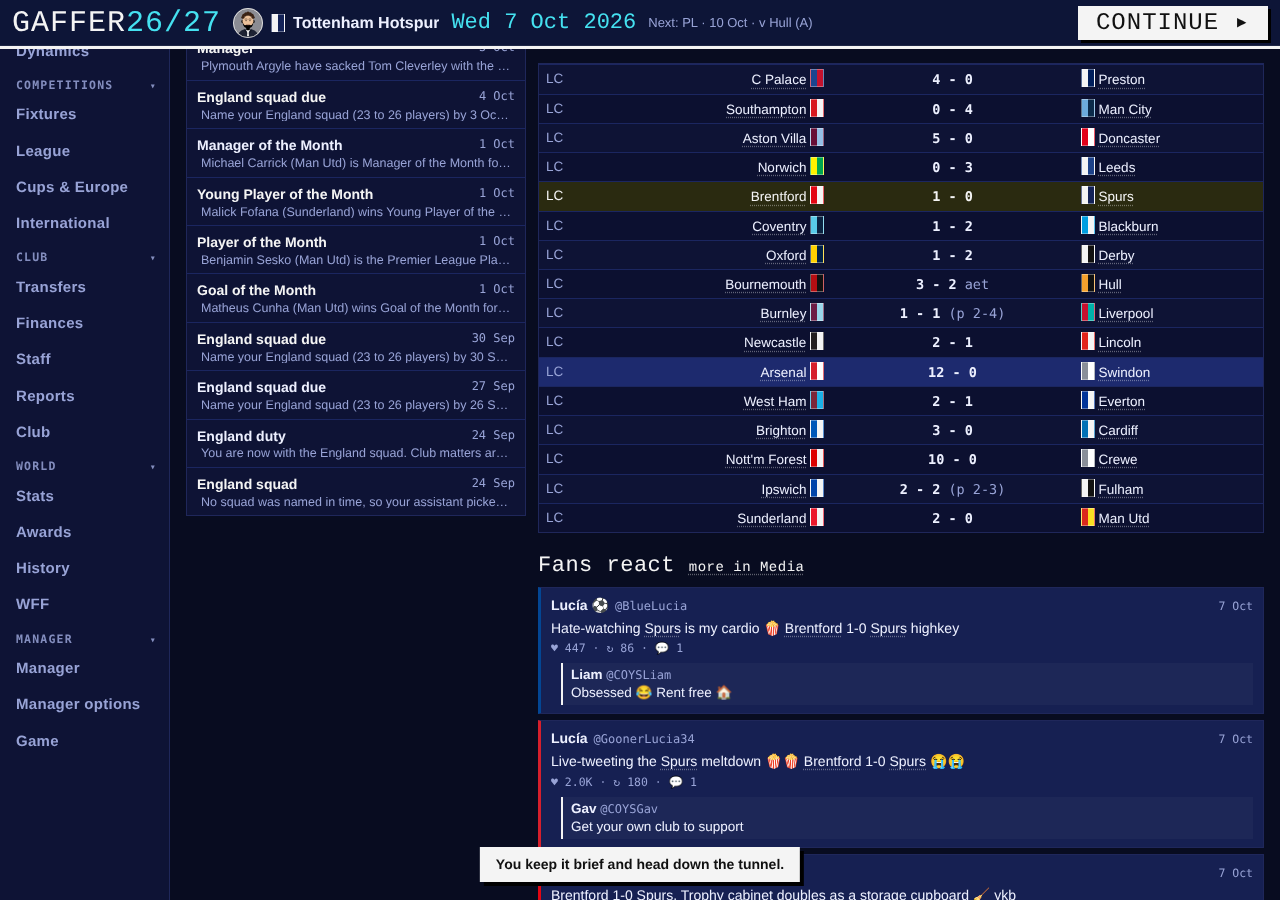 GAFFER26/27 Tottenham Hotspur Wed 7 Oct 2026 Next: PL · 10 Oct · v Hull (A) CONTINUE ►
Dynamics
COMPETITIONS ▾
Fixtures
League
Cups & Europe
International
CLUB ▾
Transfers
Finances
Staff
Reports
Club
WORLD ▾
Stats
Awards
History
WFF
MANAGER ▾
Manager
Manager options
Game
Manager 5 Oct
Plymouth Argyle have sacked Tom Cleverley with the …
England squad due 4 Oct
Name your England squad (23 to 26 players) by 3 Oc…
Manager of the Month 1 Oct
Michael Carrick (Man Utd) is Manager of the Month fo…
Young Player of the Month 1 Oct
Malick Fofana (Sunderland) wins Young Player of the …
Player of the Month 1 Oct
Benjamin Sesko (Man Utd) is the Premier League Pla…
Goal of the Month 1 Oct
Matheus Cunha (Man Utd) wins Goal of the Month for…
England squad due 30 Sep
Name your England squad (23 to 26 players) by 30 S…
England squad due 27 Sep
Name your England squad (23 to 26 players) by 26 S…
England duty 24 Sep
You are now with the England squad. Club matters ar…
England squad 24 Sep
No squad was named in time, so your assistant picke…
LC C Palace 4 - 0 Preston
LC Southampton 0 - 4 Man City
LC Aston Villa 5 - 0 Doncaster
LC Norwich 0 - 3 Leeds
LC Brentford 1 - 0 Spurs
LC Coventry 1 - 2 Blackburn
LC Oxford 1 - 2 Derby
LC Bournemouth 3 - 2 aet Hull
LC Burnley 1 - 1 (p 2-4) Liverpool
LC Newcastle 2 - 1 Lincoln
LC Arsenal 12 - 0 Swindon
LC West Ham 2 - 1 Everton
LC Brighton 3 - 0 Cardiff
LC Nott'm Forest 10 - 0 Crewe
LC Ipswich 2 - 2 (p 2-3) Fulham
LC Sunderland 2 - 0 Man Utd
Fans react more in Media
Lucía ⚽ @BlueLucia 7 Oct
Hate-watching Spurs is my cardio 🍿 Brentford 1-0 Spurs highkey
♥ 447 · ↻ 86 · 💬 1
Liam @COYSLiam
Obsessed 😂 Rent free 🏠
Lucía @GoonerLucia34 7 Oct
Live-tweeting the Spurs meltdown 🍿🍿 Brentford 1-0 Spurs 😭😭
♥ 2.0K · ↻ 180 · 💬 1
Gav @COYSGav
Get your own club to support
7 Oct
Brentford 1-0 Spurs. Trophy cabinet doubles as a storage cupboard 🧹 ykb
You keep it brief and head down the tunnel.